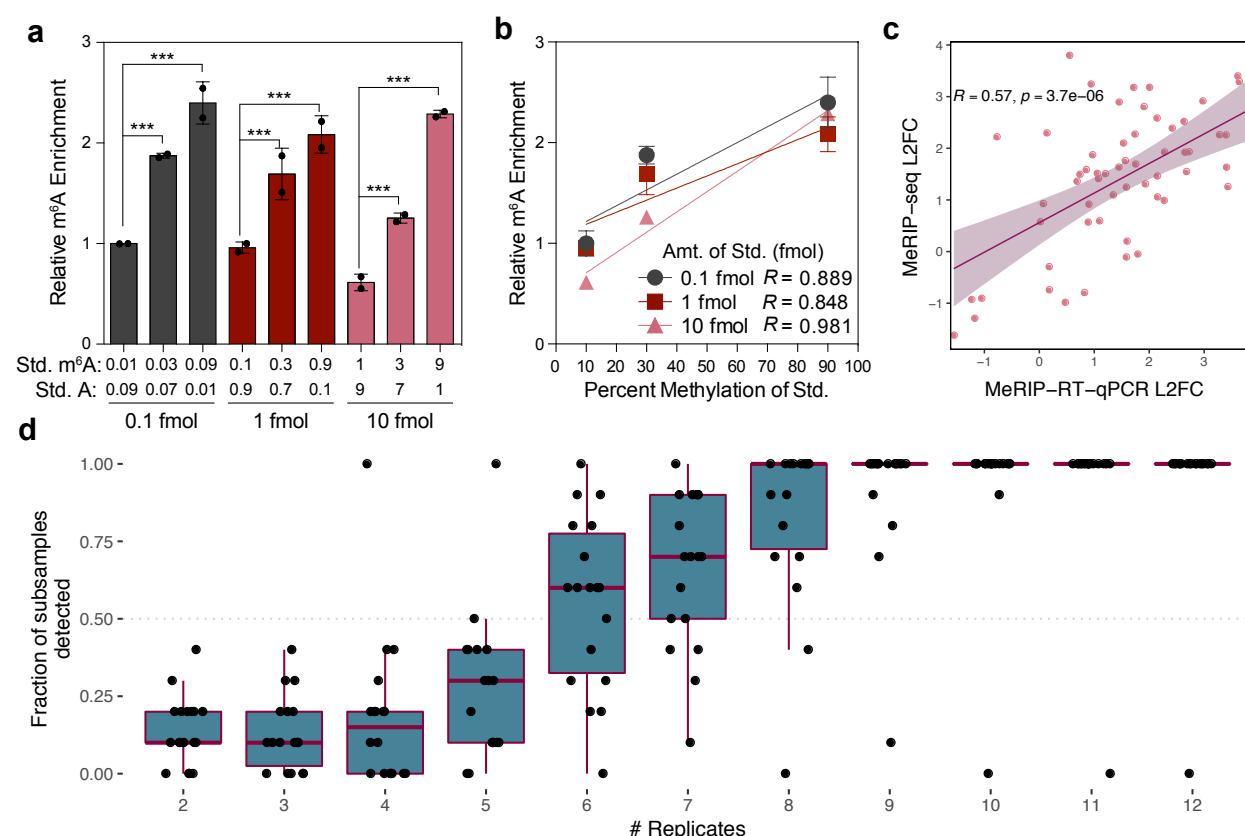 a
Relative m⁶A Enrichment
3
2
1
0
***
***
***
***
***
***
Std. m⁶A: 0.01 0.03 0.09 0.1 0.3 0.9 1 3 9
Std. A: 0.09 0.07 0.01 0.9 0.7 0.1 9 7 1
0.1 fmol 1 fmol 10 fmol
b
Relative m⁶A Enrichment
3
2
1
0
Amt. of Std. (fmol)
0.1 fmol R = 0.889
1 fmol R = 0.848
10 fmol R = 0.981
0 10 20 30 40 50 60 70 80 90 100
Percent Methylation of Std.
c
MeRIP-seq L2FC
4
3
2
1
0
−1
R = 0.57, p = 3.7e−06
−1 0 1 2 3
MeRIP−RT−qPCR L2FC
d
Fraction of subsamples
detected
1.00
0.75
0.50
0.25
0.00
2 3 4 5 6 7 8 9 10 11 12
# Replicates